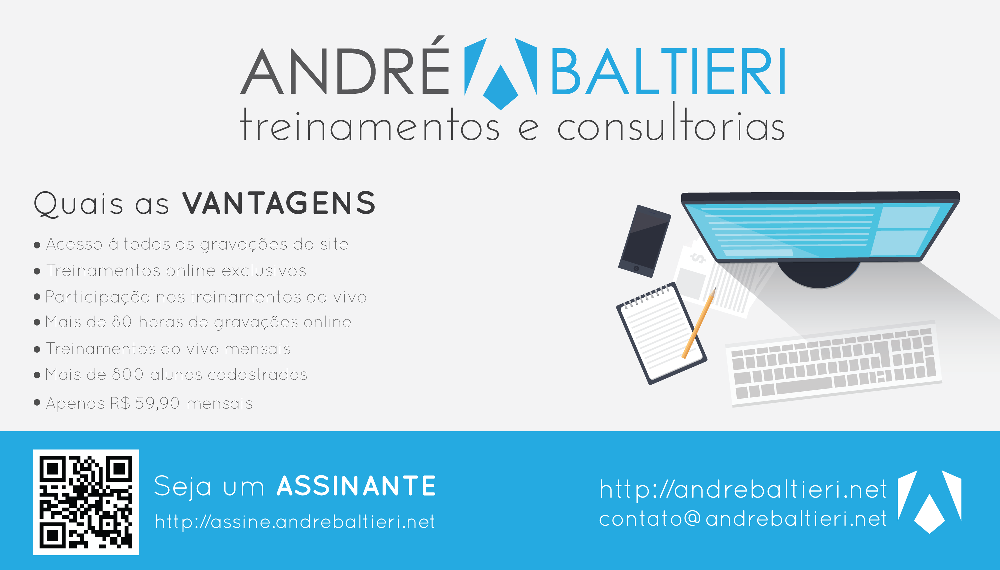 ANDRÉ BALTIERI
treinamentos e consultorias
Quais as VANTAGENS
• Acesso á todas as gravações do site
• Treinamentos online exclusivos
• Participação nos treinamentos ao vivo
• Mais de 80 horas de gravações online
• Treinamentos ao vivo mensais
• Mais de 800 alunos cadastrados
• Apenas R$ 59,90 mensais
$
Seja um ASSINANTE
http://assine.andrebaltieri.net
http://andrebaltieri.net
contato@andrebaltieri.net